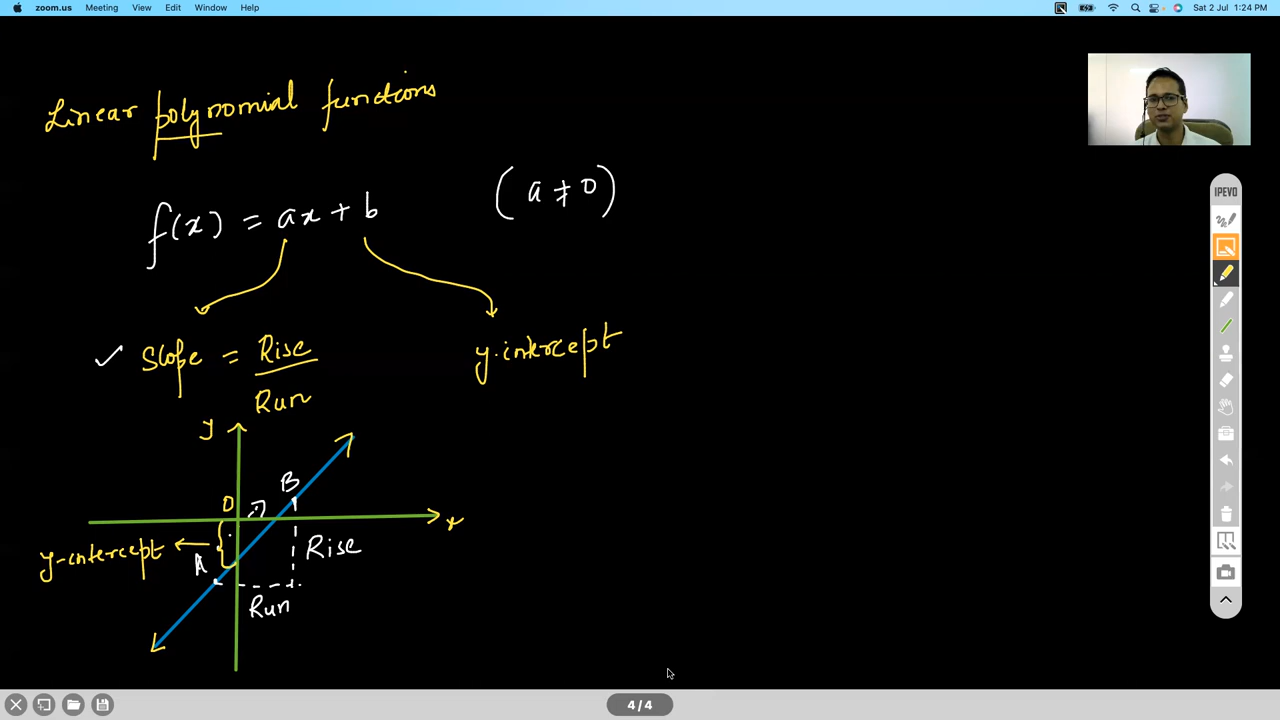 zoom.us Meeting View Edit Window Help Sat 2 Jul 1:24 PM
Linear polynomial functions
IPEVO
f(x) = ax + b (a ≠ 0)
✓ Slope = Rise y-intercept
Run
y
B
O
x
y-intercept
A
Rise
Run
4 / 4